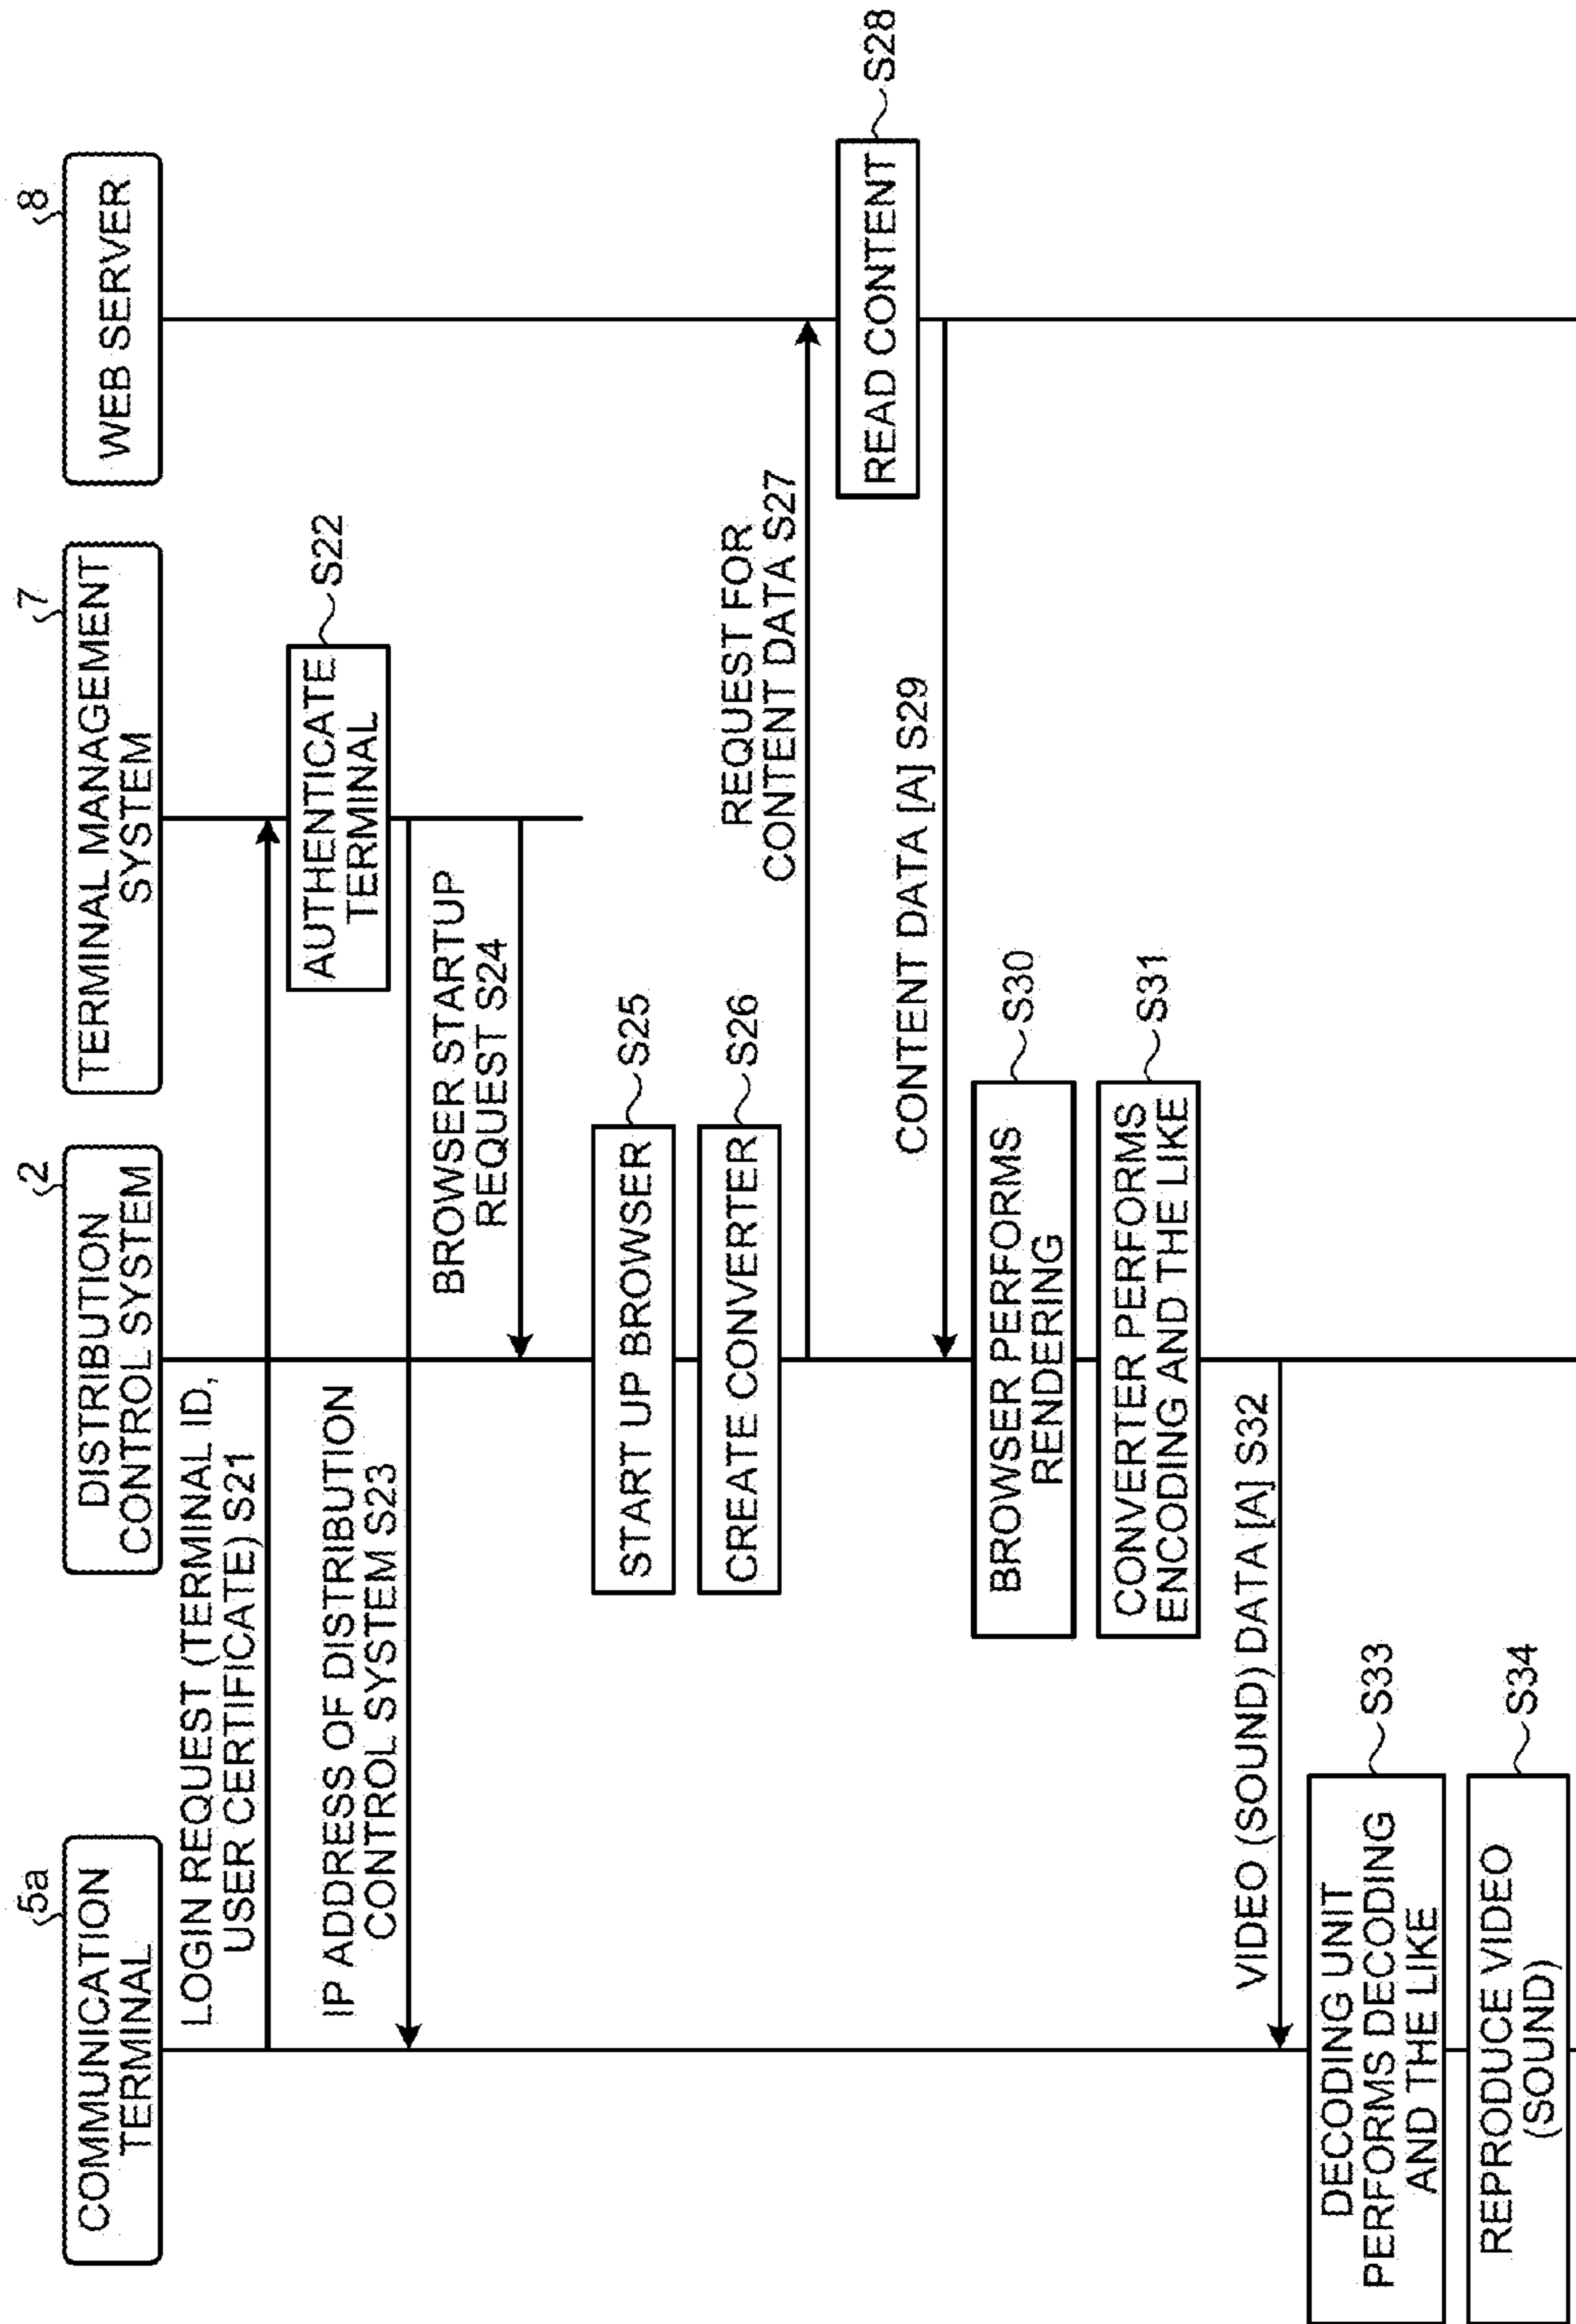 5a
COMMUNICATION
TERMINAL
2
DISTRIBUTION
CONTROL SYSTEM
7
TERMINAL MANAGEMENT
SYSTEM
8
WEB SERVER
LOGIN REQUEST (TERMINAL ID,
USER CERTIFICATE) S21
AUTHENTICATE
TERMINAL
S22
IP ADDRESS OF DISTRIBUTION
CONTROL SYSTEM S23
BROWSER STARTUP
REQUEST S24
START UP BROWSER
S25
CREATE CONVERTER
S26
REQUEST FOR
CONTENT DATA S27
READ CONTENT
S28
CONTENT DATA [A] S29
BROWSER PERFORMS
RENDERING
S30
CONVERTER PERFORMS
ENCODING AND THE LIKE
S31
VIDEO (SOUND) DATA [A] S32
DECODING UNIT
PERFORMS DECODING
AND THE LIKE
S33
REPRODUCE VIDEO
(SOUND)
S34